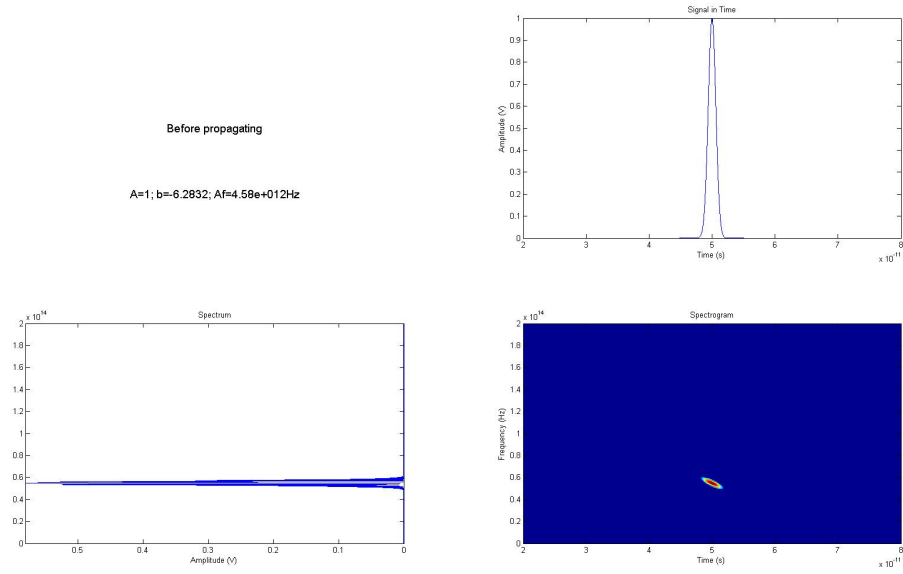 Before propagating
A=1; b=-6.2832; Af=4.58e+012Hz
Signal in Time
1
0.9
0.8
0.7
0.6
0.5
0.4
0.3
0.2
0.1
0
Amplitude (V)
2 3 4 5 6 7 8
Time (s)
x 10^-11
Spectrum
x 10^14
2
1.8
1.6
1.4
1.2
1
0.8
0.6
0.4
0.2
0
0.5 0.4 0.3 0.2 0.1 0
Amplitude (V)
Spectrogram
x 10^14
2
1.8
1.6
1.4
1.2
1
0.8
0.6
0.4
0.2
0
Frequency (Hz)
2 3 4 5 6 7 8
Time (s)
x 10^-11